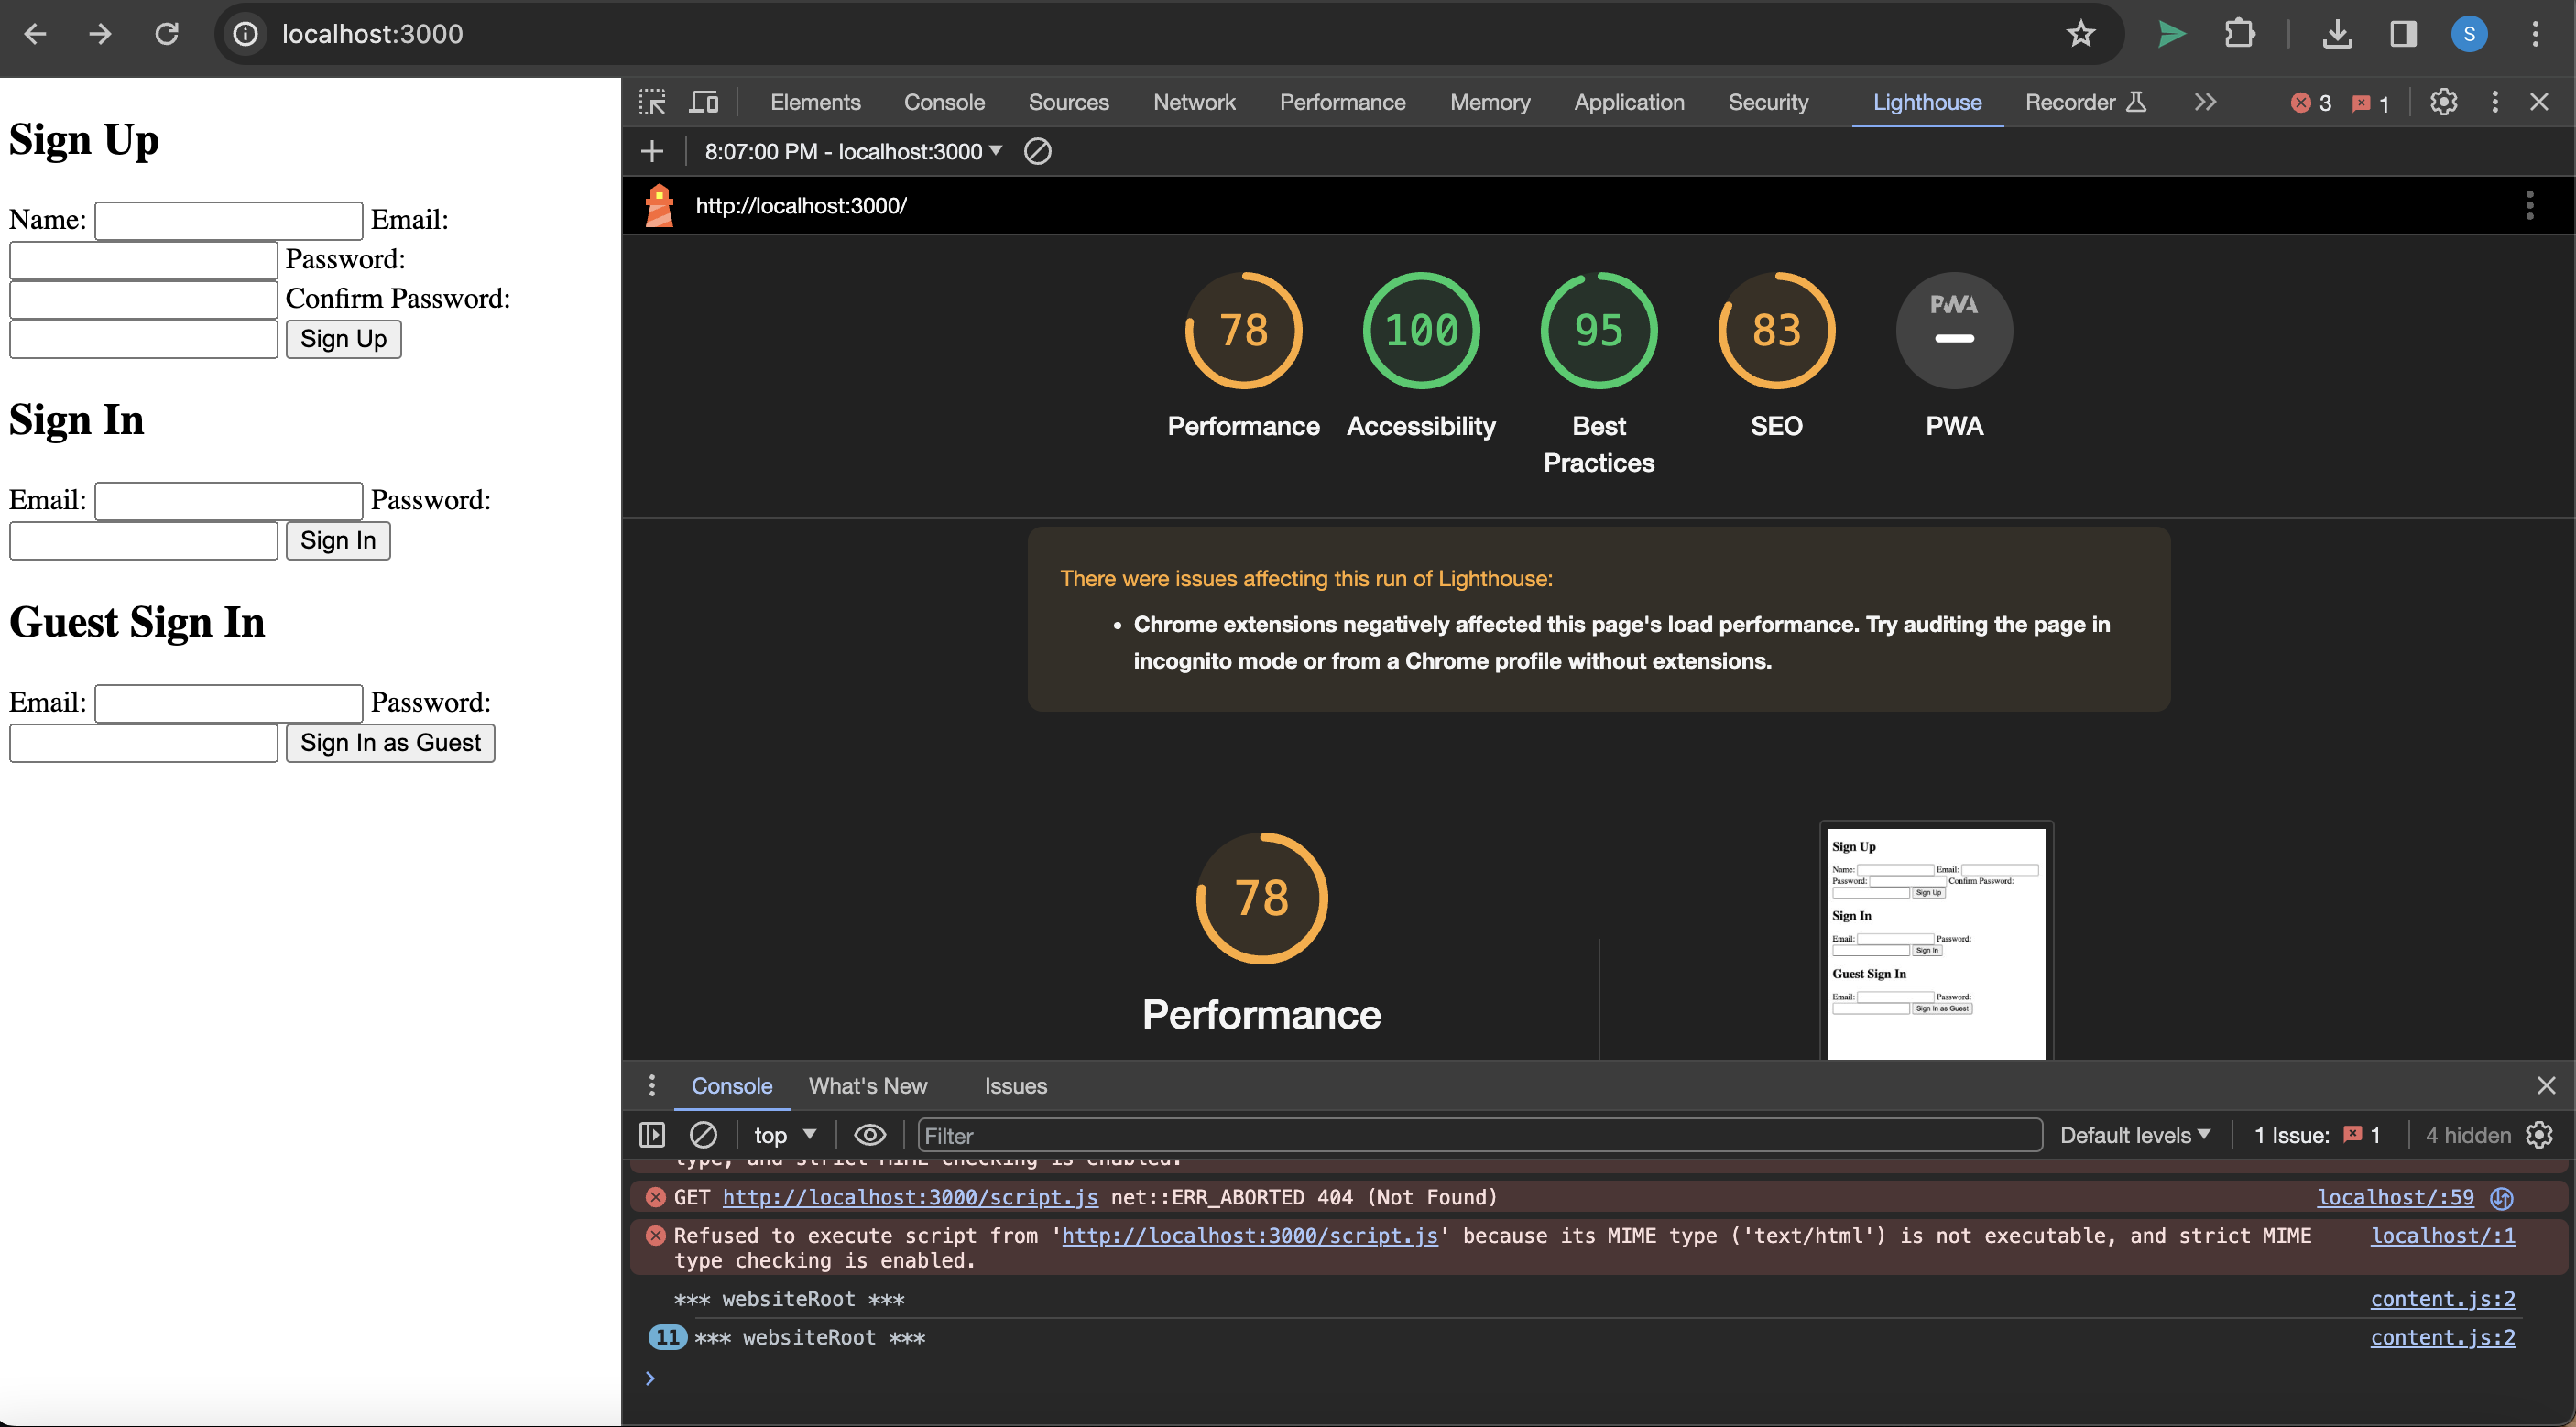 localhost:3000
S
Sign Up
Name: Email:
Password:
Confirm Password:
Sign Up
Sign In
Email: Password:
Sign In
Guest Sign In
Email: Password:
Sign In as Guest
Elements Console Sources Network Performance Memory Application Security Lighthouse Recorder 3 1
8:07:00 PM - localhost:3000
http://localhost:3000/
78 100 95 83 PWA
Performance Accessibility Best Practices SEO PWA
There were issues affecting this run of Lighthouse:
• Chrome extensions negatively affected this page's load performance. Try auditing the page in
incognito mode or from a Chrome profile without extensions.
78
Performance
Sign Up
Name: Email:
Password: Confirm Password:
Sign Up
Sign In
Email: Password:
Sign In
Guest Sign In
Email: Password:
Sign In as Guest
Console What's New Issues
top Filter Default levels 1 Issue: 1 4 hidden
type, and strict MIME checking is enabled.
GET http://localhost:3000/script.js net::ERR_ABORTED 404 (Not Found) localhost/:59
Refused to execute script from 'http://localhost:3000/script.js' because its MIME type ('text/html') is not executable, and strict MIME localhost/:1
type checking is enabled.
*** websiteRoot *** content.js:2
11 *** websiteRoot *** content.js:2